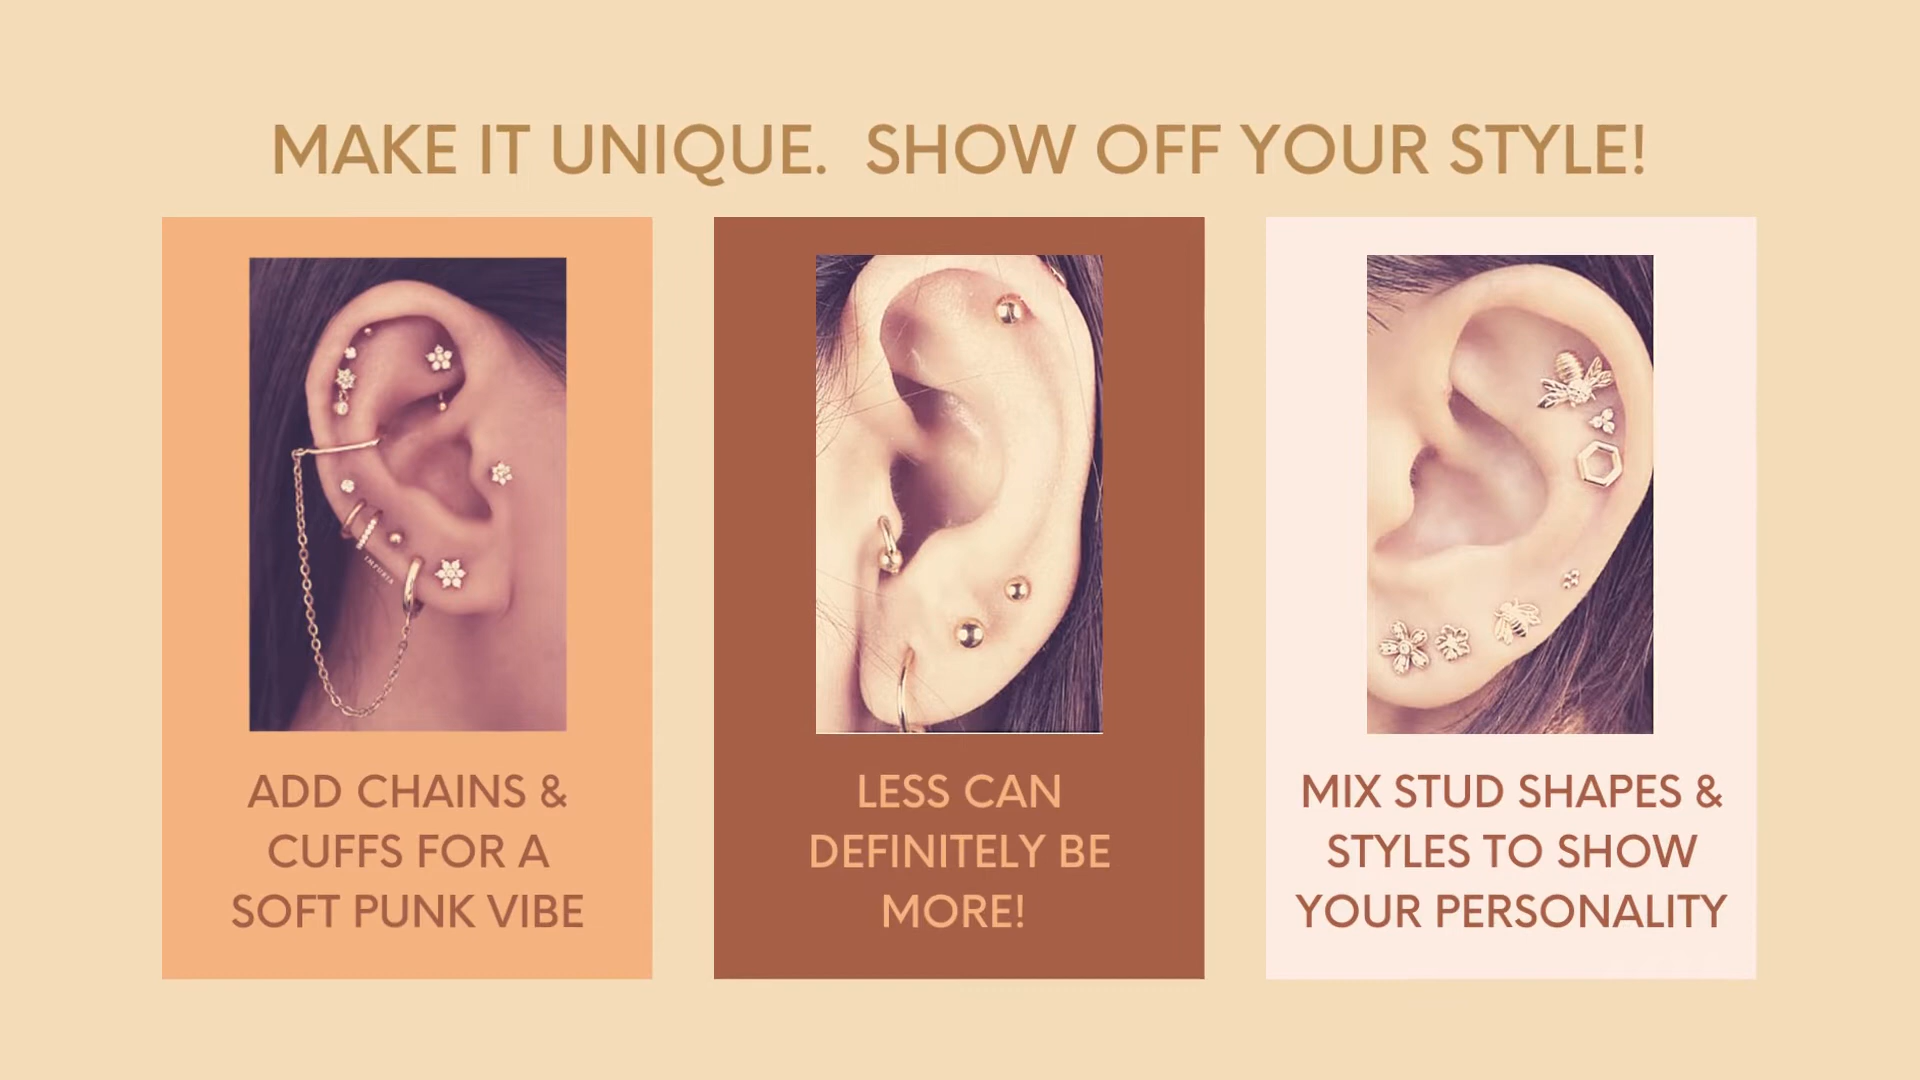 MAKE IT UNIQUE. SHOW OFF YOUR STYLE!
IMPURIA
ADD CHAINS &
CUFFS FOR A
SOFT PUNK VIBE
LESS CAN
DEFINITELY BE
MORE!
MIX STUD SHAPES &
STYLES TO SHOW
YOUR PERSONALITY